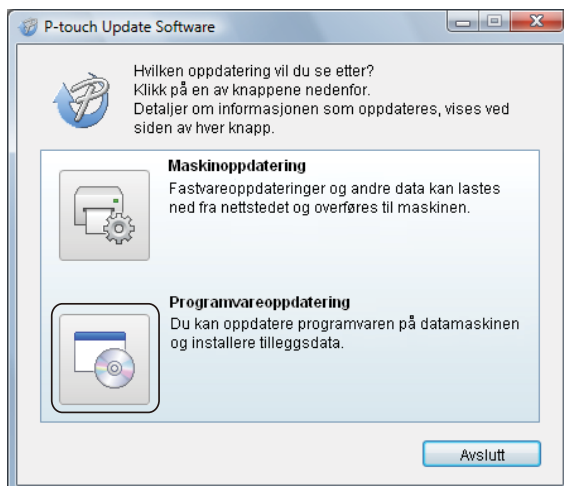 P-touch Update Software
Hvilken oppdatering vil du se etter?
Klikk på en av knappene nedenfor.
Detaljer om informasjonen som oppdateres, vises ved
siden av hver knapp.
Maskinoppdatering
Fastvareoppdateringer og andre data kan lastes
ned fra nettstedet og overføres til maskinen.
Programvareoppdatering
Du kan oppdatere programvaren på datamaskinen
og installere tilleggsdata.
Avslutt